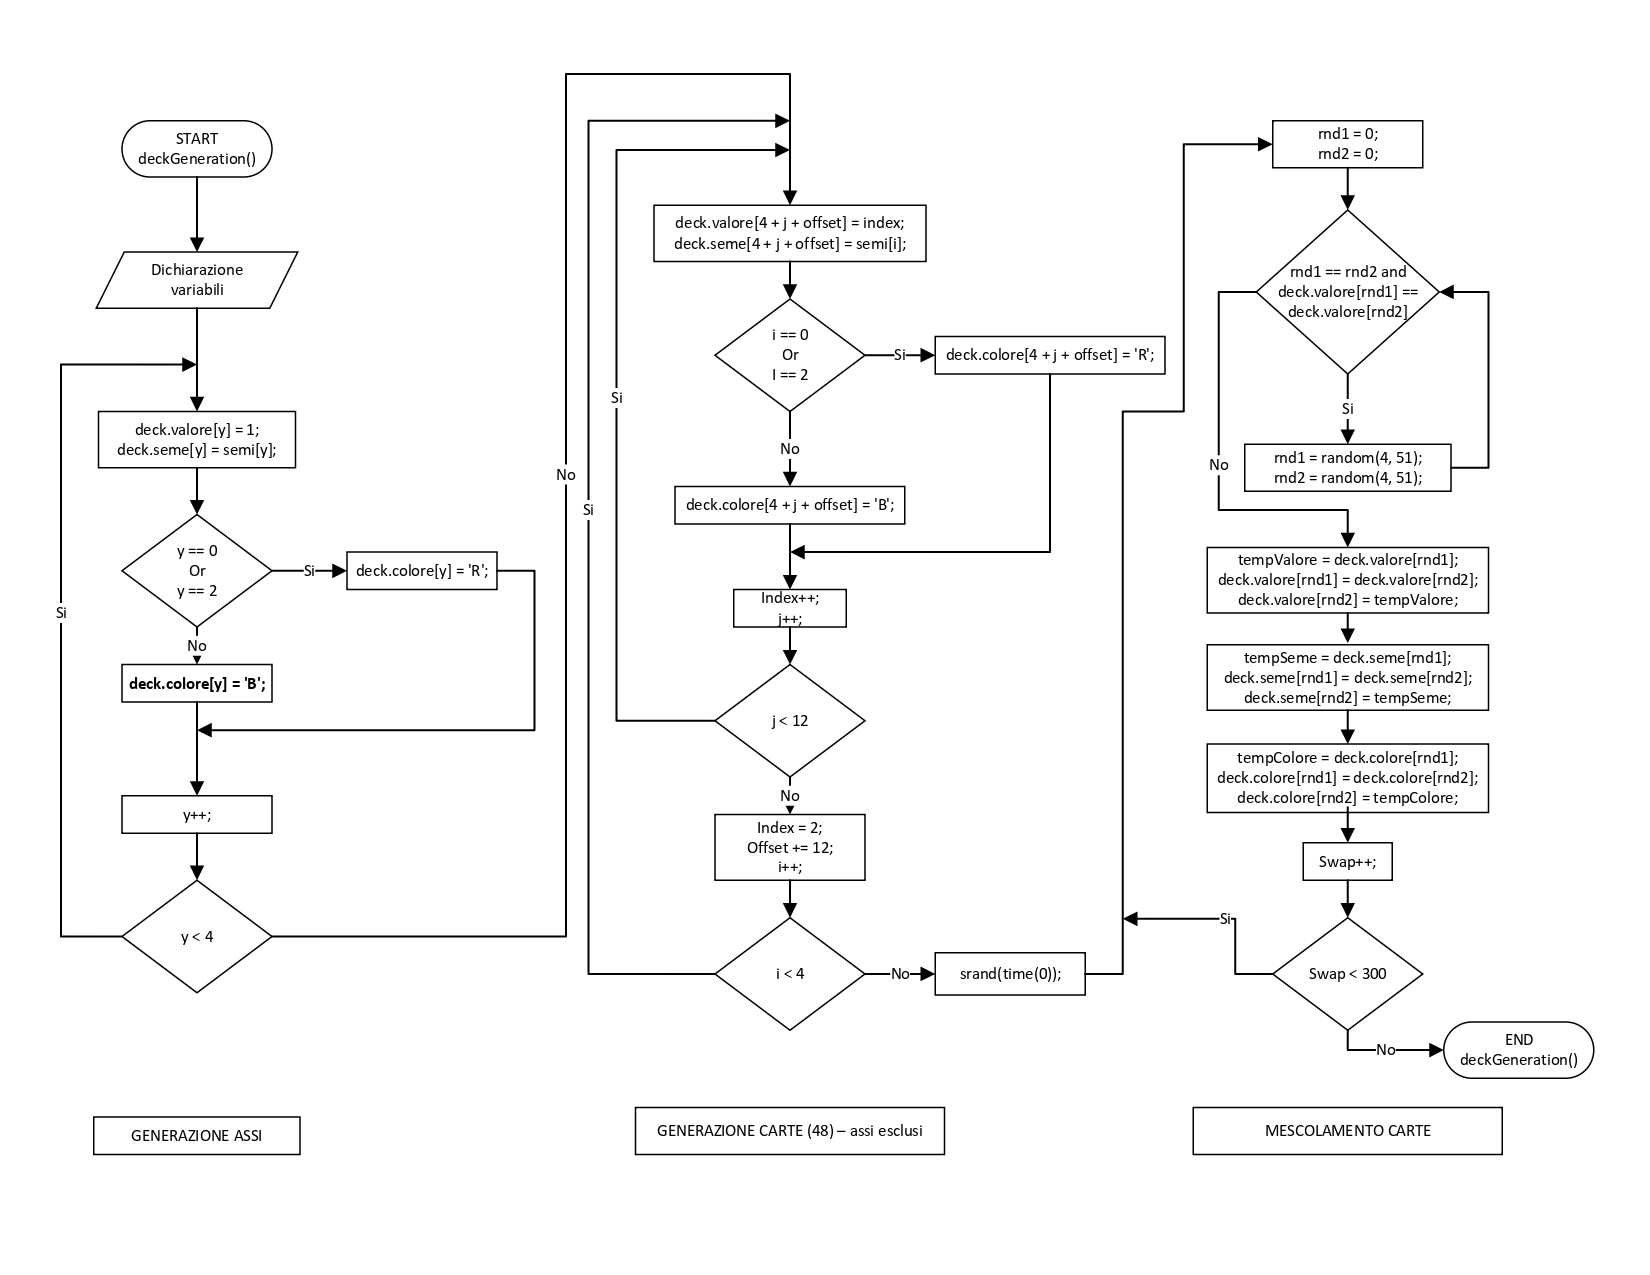 START
deckGeneration()
Dichiarazione
variabili
deck.valore[y] = 1;
deck.seme[y] = semi[y];
y == 0
Or
y == 2
Si
deck.colore[y] = 'R';
No
deck.colore[y] = 'B';
Si
y++;
y < 4
No
GENERAZIONE ASSI
deck.valore[4 + j + offset] = index;
deck.seme[4 + j + offset] = semi[i];
i == 0
Or
I == 2
Si
deck.colore[4 + j + offset] = 'R';
No
deck.colore[4 + j + offset] = 'B';
Index++;
j++;
j < 12
Si
No
Index = 2;
Offset += 12;
i++;
i < 4
Si
No
srand(time(0));
GENERAZIONE CARTE (48) – assi esclusi
rnd1 = 0;
rnd2 = 0;
rnd1 == rnd2 and
deck.valore[rnd1] ==
deck.valore[rnd2]
Si
rnd1 = random(4, 51);
rnd2 = random(4, 51);
No
tempValore = deck.valore[rnd1];
deck.valore[rnd1] = deck.valore[rnd2];
deck.valore[rnd2] = tempValore;
tempSeme = deck.seme[rnd1];
deck.seme[rnd1] = deck.seme[rnd2];
deck.seme[rnd2] = tempSeme;
tempColore = deck.colore[rnd1];
deck.colore[rnd1] = deck.colore[rnd2];
deck.colore[rnd2] = tempColore;
Swap++;
Si
Swap < 300
No
END
deckGeneration()
MESCOLAMENTO CARTE